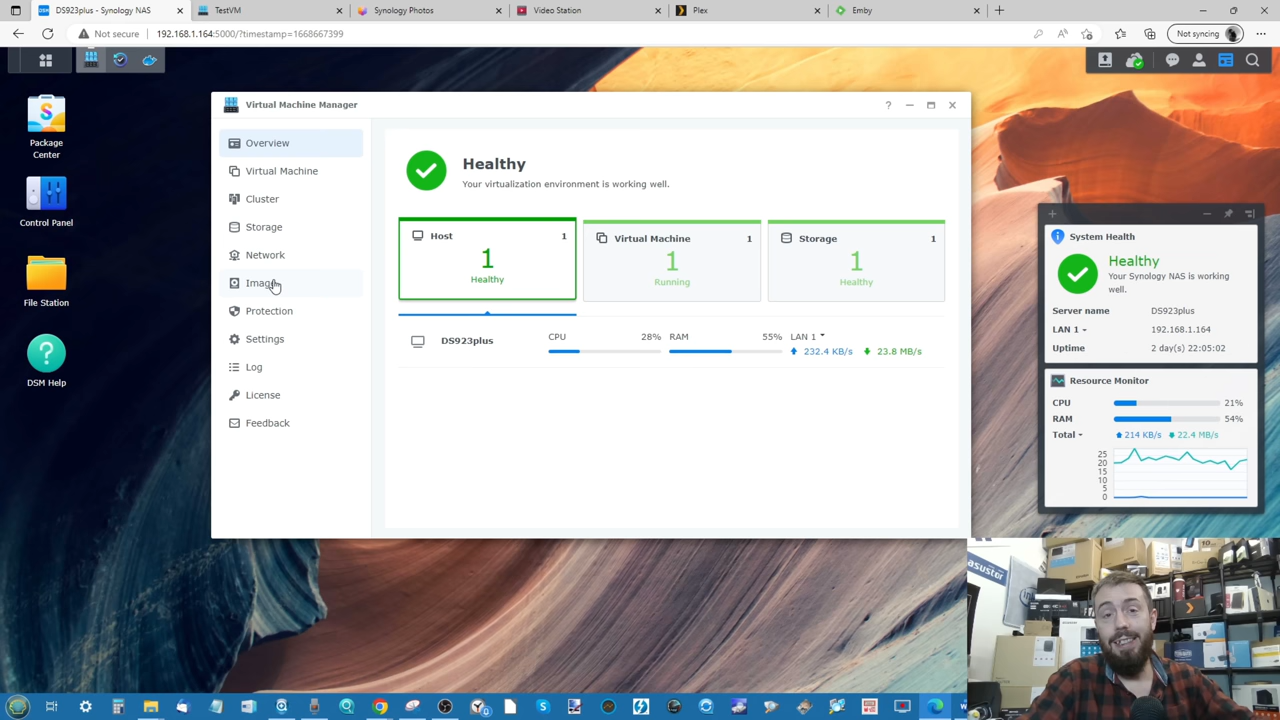 DS923plus - Synology NAS
TestVM
Synology Photos
Video Station
Plex
Emby
Not secure
192.168.1.164:5000/?timestamp=1668667399
Not syncing
Package
Center
Control Panel
File Station
DSM Help
Virtual Machine Manager
Overview
Virtual Machine
Cluster
Storage
Network
Image
Protection
Settings
Log
License
Feedback
Healthy
Your virtualization environment is working well.
Host 1
1
Healthy
Virtual Machine 1
1
Running
Storage 1
1
Healthy
DS923plus
CPU 28%
RAM 55%
LAN 1
232.4 KB/s 23.8 MB/s
System Health
Healthy
Your Synology NAS is working
well.
Server name DS923plus
LAN 1 192.168.1.164
Uptime 2 day(s) 22:05:02
Resource Monitor
CPU 21%
RAM 54%
Total 214 KB/s 22.4 MB/s
25
20
15
10
5
0
asustor